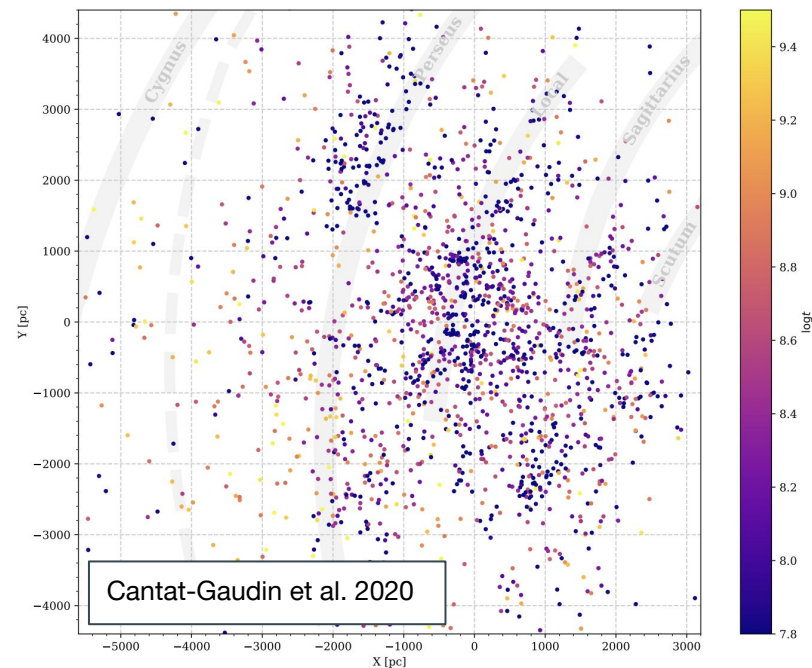 Cygnus
Perseus
Local
Sagittarius
Scutum
4000
3000
2000
1000
0
−1000
−2000
−3000
−4000
Y [pc]
−5000 −4000 −3000 −2000 −1000 0 1000 2000 3000
X [pc]
Cantat-Gaudin et al. 2020
9.4
9.2
9.0
8.8
8.6
8.4
8.2
8.0
7.8
logt